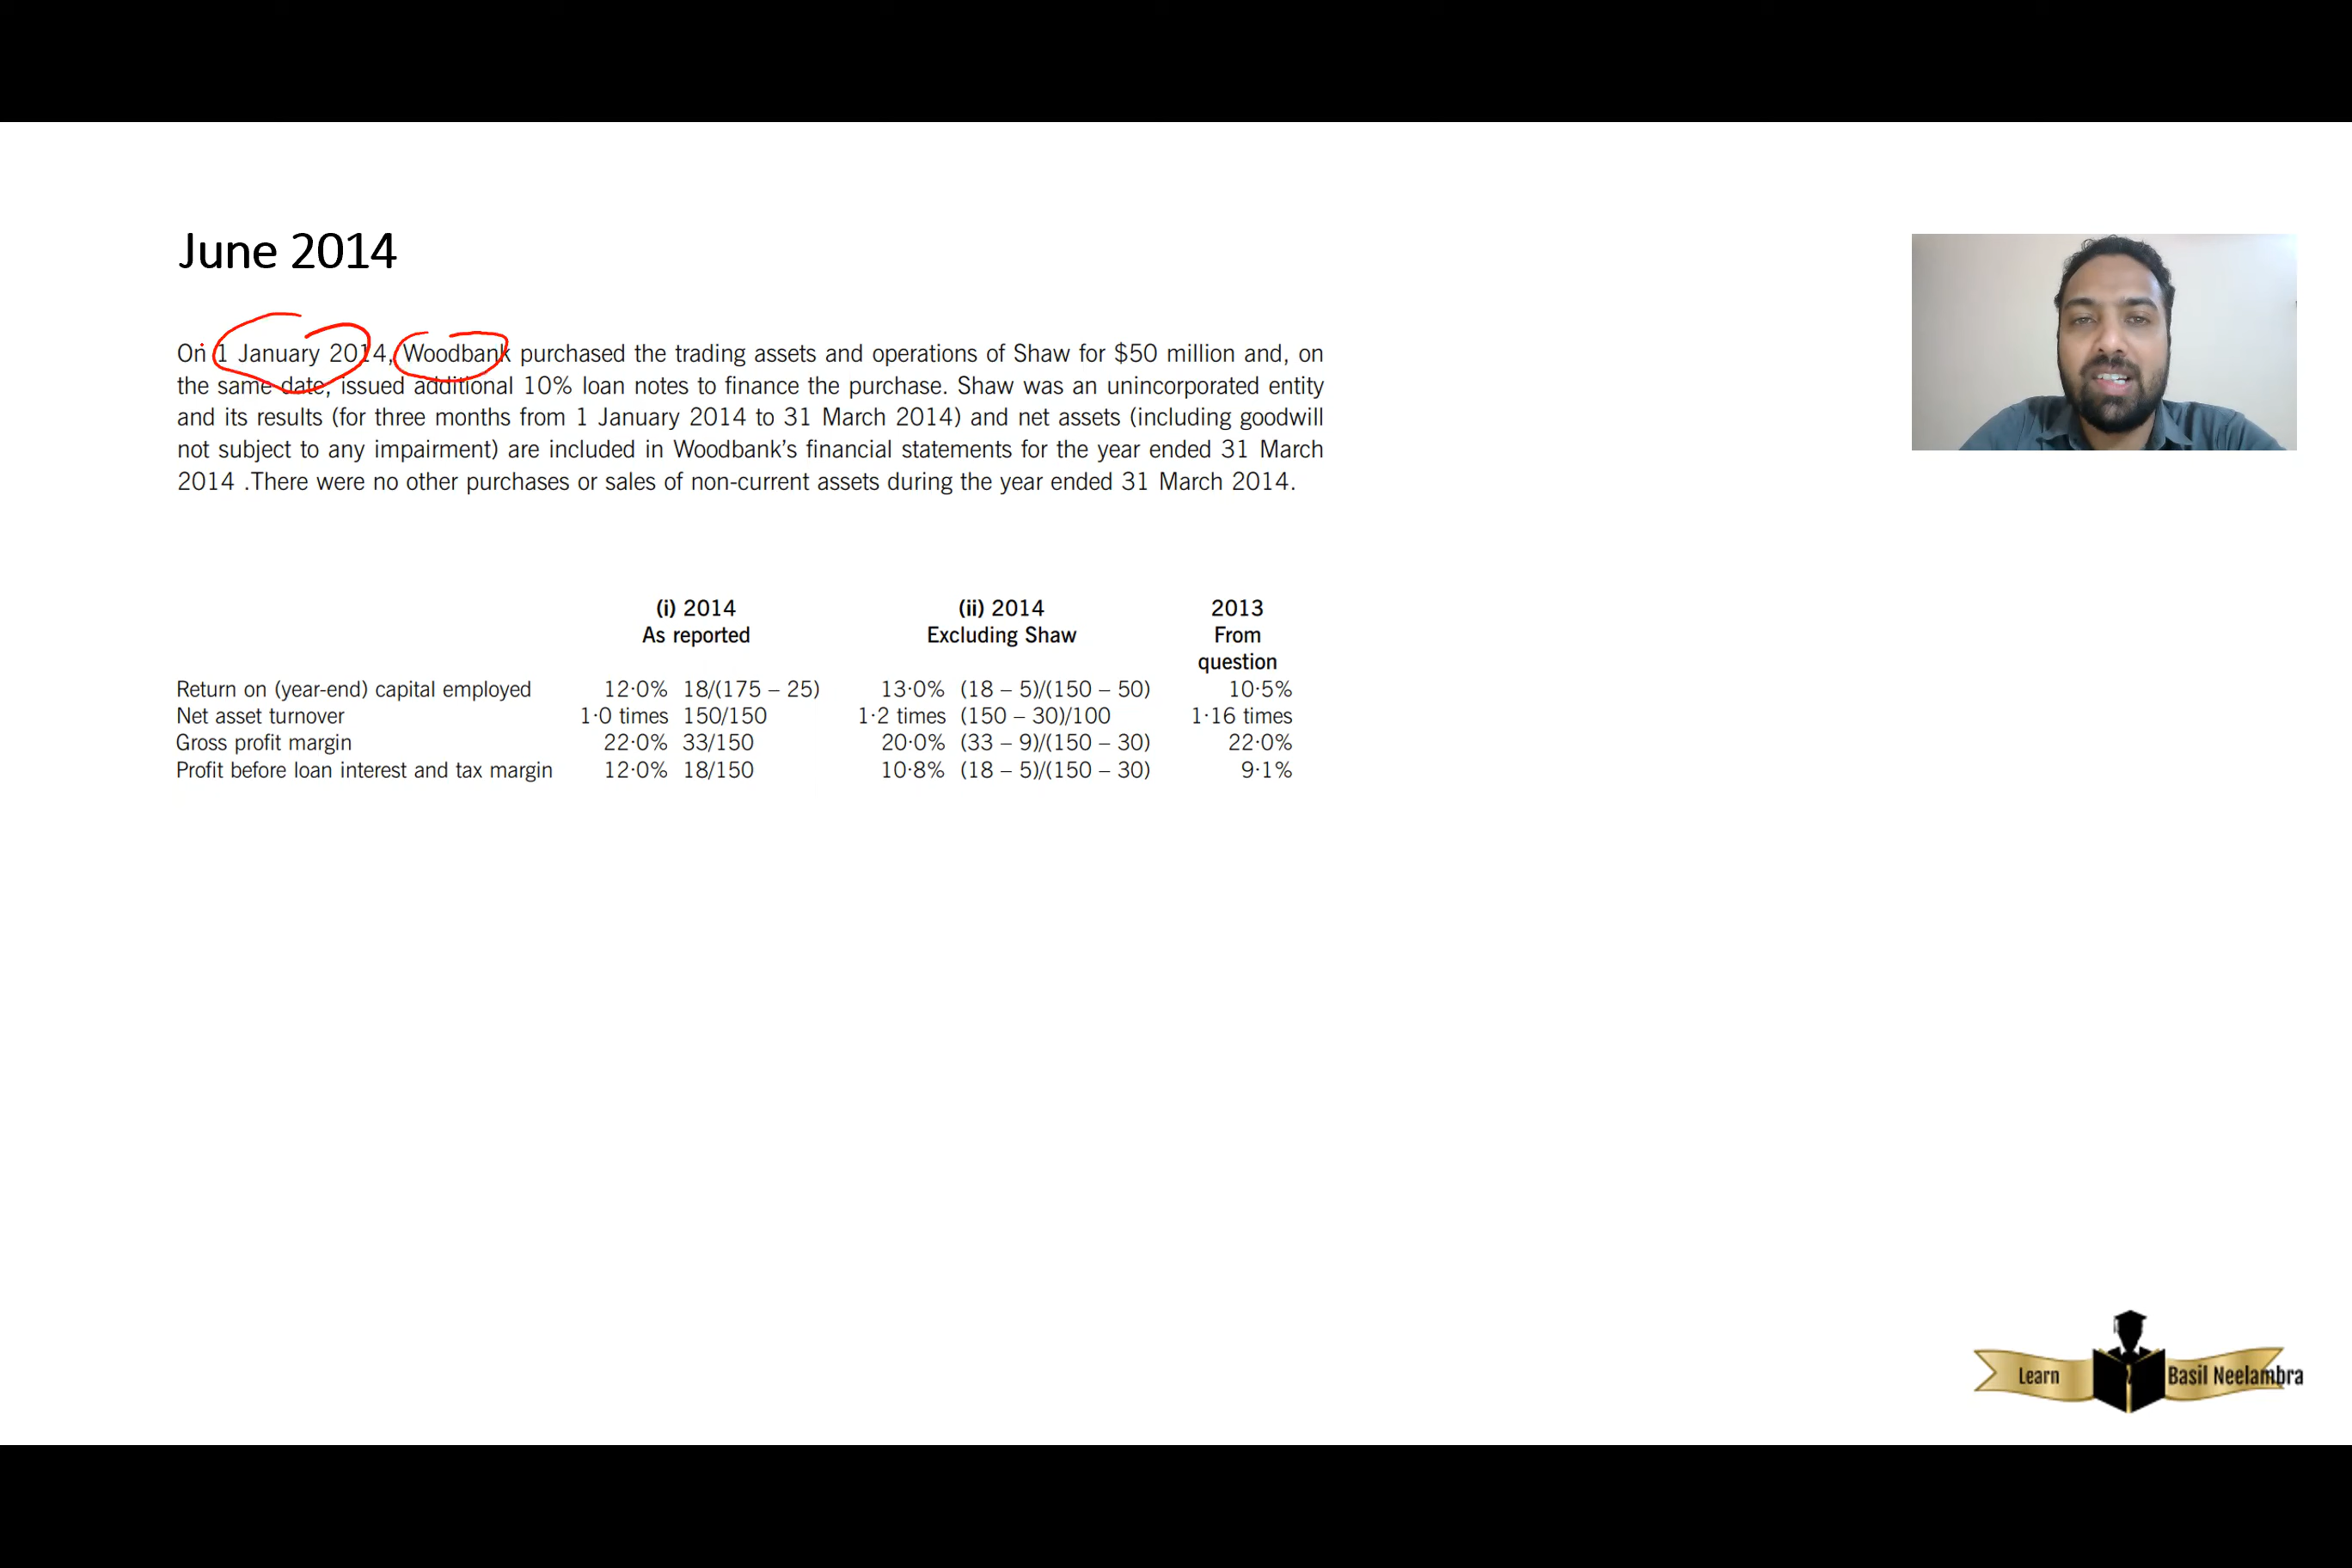 June 2014
On 1 January 2014, Woodbank purchased the trading assets and operations of Shaw for $50 million and, on
the same date, issued additional 10% loan notes to finance the purchase. Shaw was an unincorporated entity
and its results (for three months from 1 January 2014 to 31 March 2014) and net assets (including goodwill
not subject to any impairment) are included in Woodbank's financial statements for the year ended 31 March
2014 .There were no other purchases or sales of non-current assets during the year ended 31 March 2014.
(i) 2014 (ii) 2014 2013
As reported Excluding Shaw From
question
Return on (year-end) capital employed 12·0% 18/(175 – 25) 13·0% (18 – 5)/(150 – 50) 10·5%
Net asset turnover 1·0 times 150/150 1·2 times (150 – 30)/100 1·16 times
Gross profit margin 22·0% 33/150 20·0% (33 – 9)/(150 – 30) 22·0%
Profit before loan interest and tax margin 12·0% 18/150 10·8% (18 – 5)/(150 – 30) 9·1%
Learn Basil Neelambra